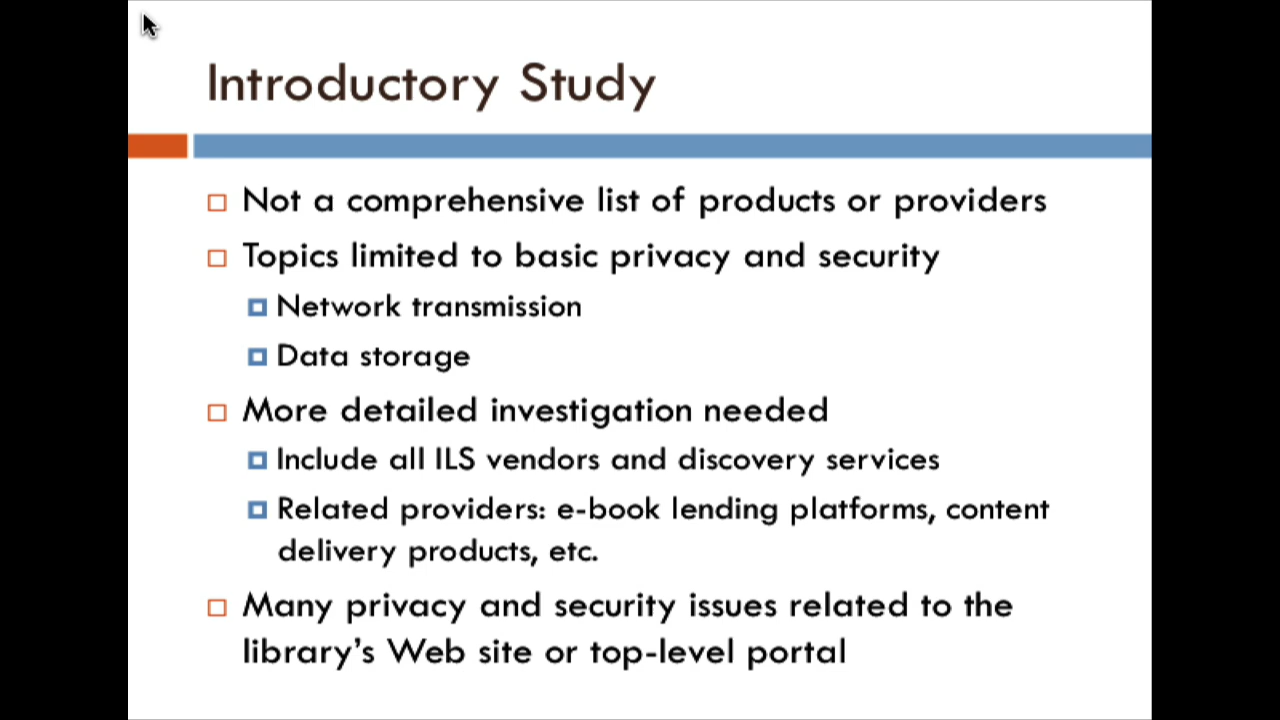 Introductory Study
Not a comprehensive list of products or providers
Topics limited to basic privacy and security
Network transmission
Data storage
More detailed investigation needed
Include all ILS vendors and discovery services
Related providers: e-book lending platforms, content
delivery products, etc.
Many privacy and security issues related to the
library’s Web site or top-level portal